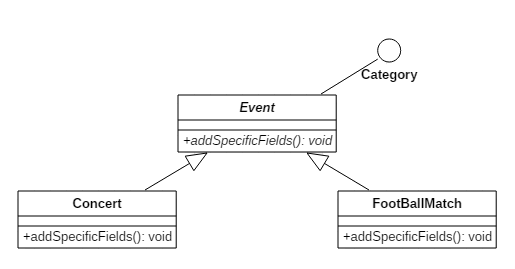 Category
Event
+addSpecificFields(): void
Concert
+addSpecificFields(): void
FootBallMatch
+addSpecificFields(): void